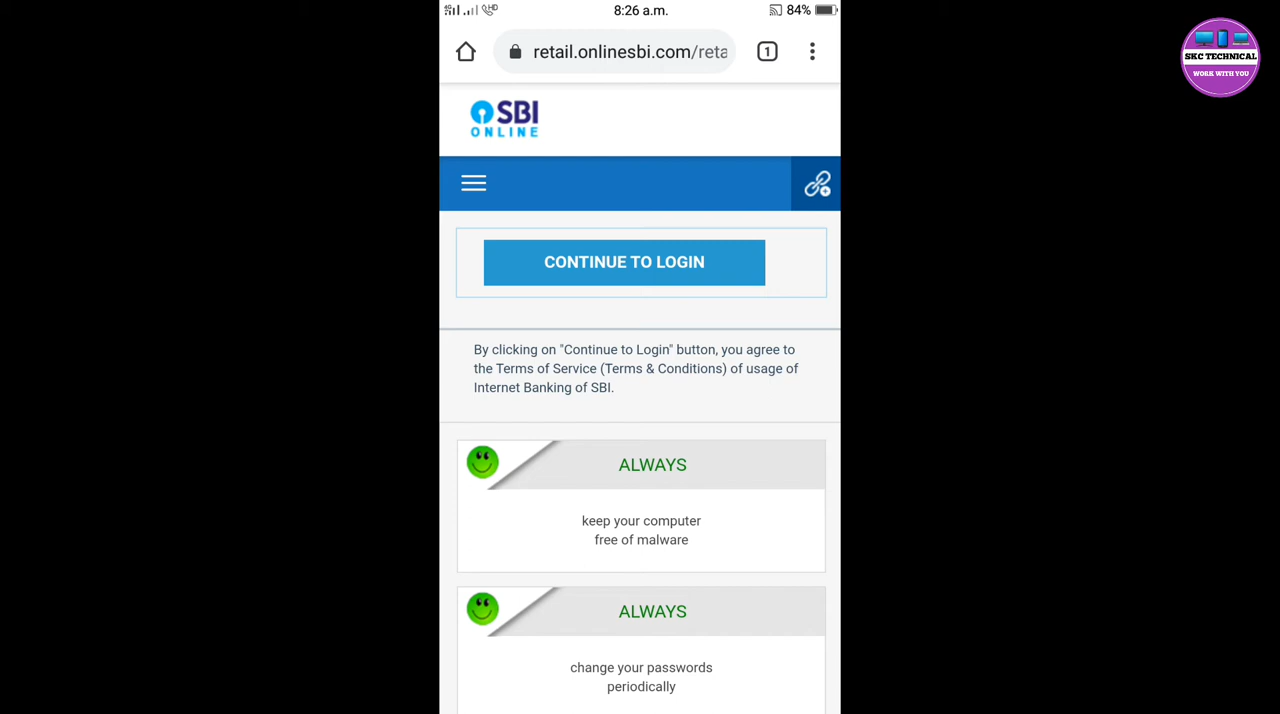 4G
HD
8:26 a.m.
84%
retail.onlinesbi.com/reta
1
SKC TECHNICAL
WORK WITH YOU
SBI
ONLINE
CONTINUE TO LOGIN
By clicking on "Continue to Login" button, you agree to
the Terms of Service (Terms & Conditions) of usage of
Internet Banking of SBI.
ALWAYS
keep your computer
free of malware
ALWAYS
change your passwords
periodically